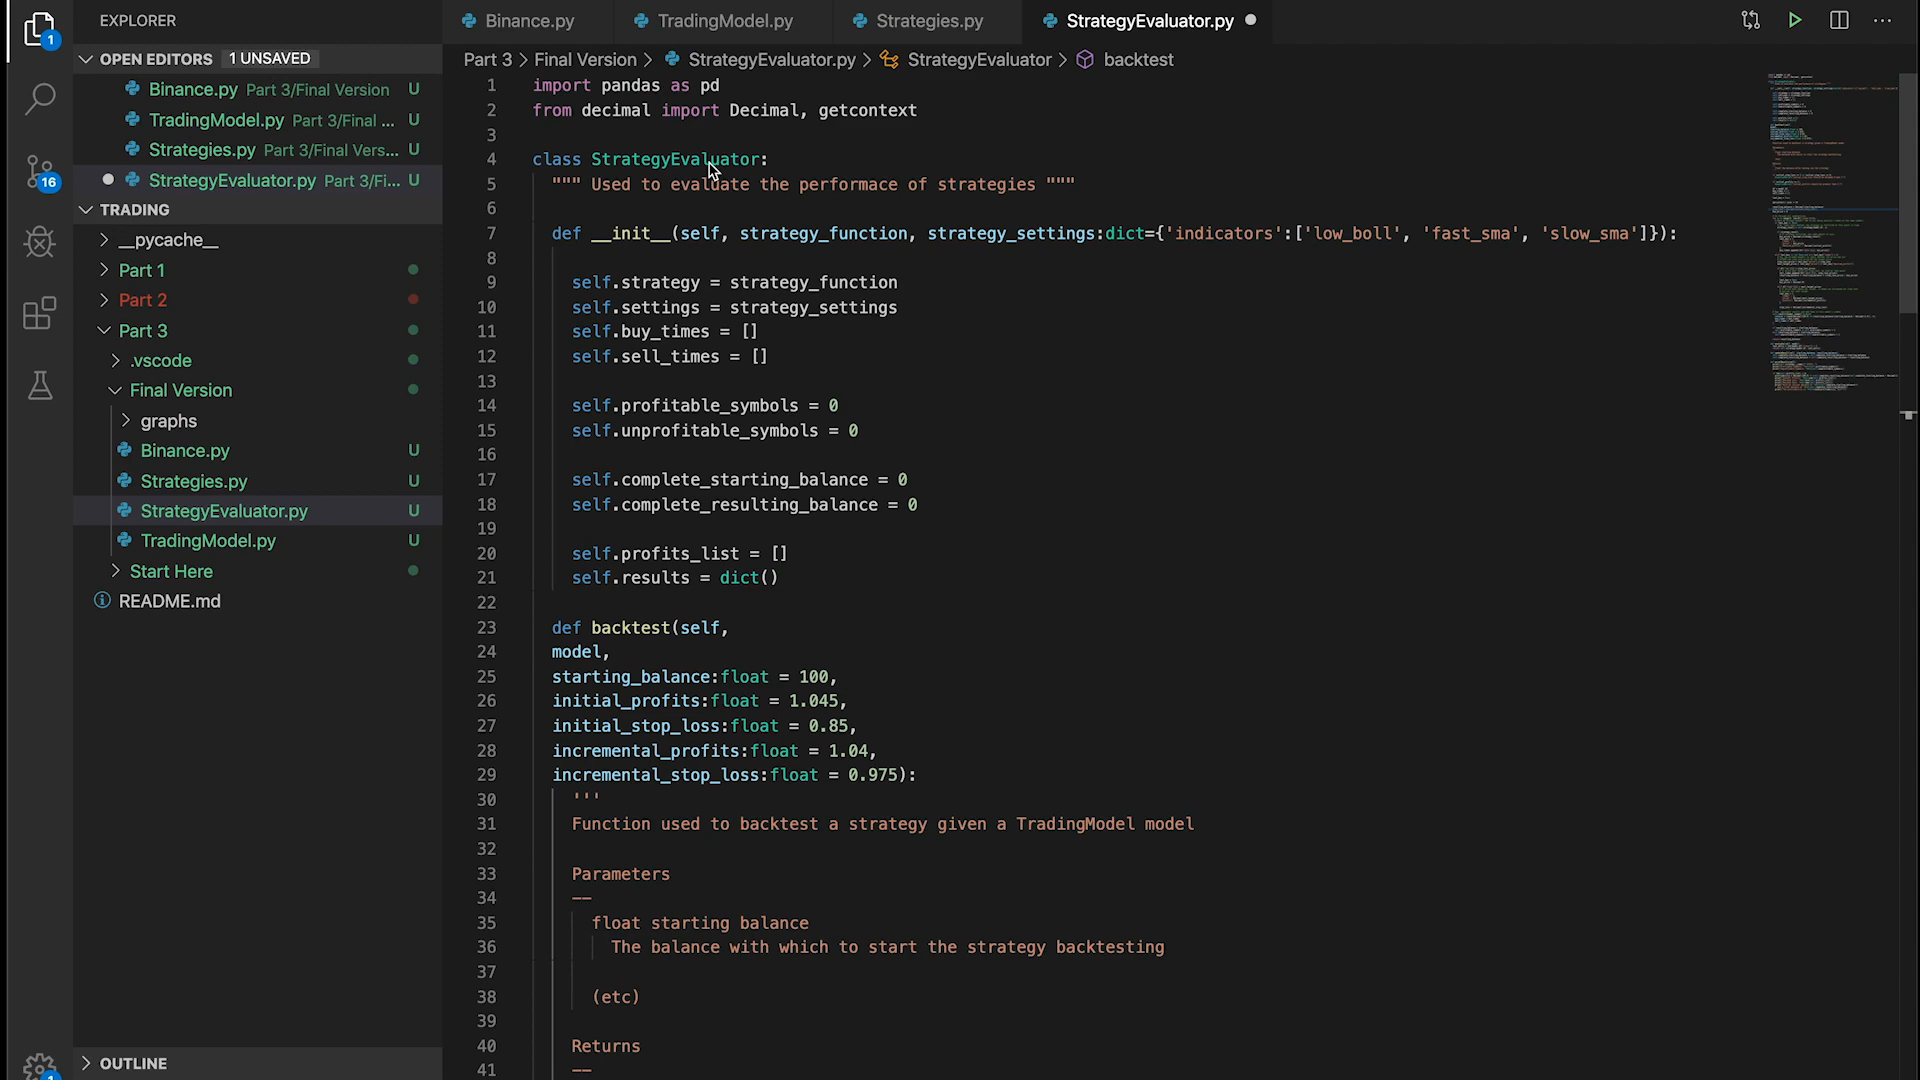 EXPLORER
OPEN EDITORS 1 UNSAVED
Binance.py Part 3/Final Version U
TradingModel.py Part 3/Final ... U
Strategies.py Part 3/Final Vers... U
StrategyEvaluator.py Part 3/Fi... U
TRADING
__pycache__
Part 1
Part 2
Part 3
.vscode
Final Version
graphs
Binance.py U
Strategies.py U
StrategyEvaluator.py U
TradingModel.py U
Start Here
README.md
OUTLINE
1
16
1
Binance.py TradingModel.py Strategies.py StrategyEvaluator.py
Part 3 > Final Version > StrategyEvaluator.py > StrategyEvaluator > backtest
1 import pandas as pd
2 from decimal import Decimal, getcontext
3
4 class StrategyEvaluator:
5 """ Used to evaluate the performace of strategies """
6
7 def __init__(self, strategy_function, strategy_settings:dict={'indicators':['low_boll', 'fast_sma', 'slow_sma']}):
8
9 self.strategy = strategy_function
10 self.settings = strategy_settings
11 self.buy_times = []
12 self.sell_times = []
13
14 self.profitable_symbols = 0
15 self.unprofitable_symbols = 0
16
17 self.complete_starting_balance = 0
18 self.complete_resulting_balance = 0
19
20 self.profits_list = []
21 self.results = dict()
22
23 def backtest(self,
24 model,
25 starting_balance:float = 100,
26 initial_profits:float = 1.045,
27 initial_stop_loss:float = 0.85,
28 incremental_profits:float = 1.04,
29 incremental_stop_loss:float = 0.975):
30 '''
31 Function used to backtest a strategy given a TradingModel model
32
33 Parameters
34 --
35 float starting balance
36 The balance with which to start the strategy backtesting
37
38 (etc)
39
40 Returns
41 --